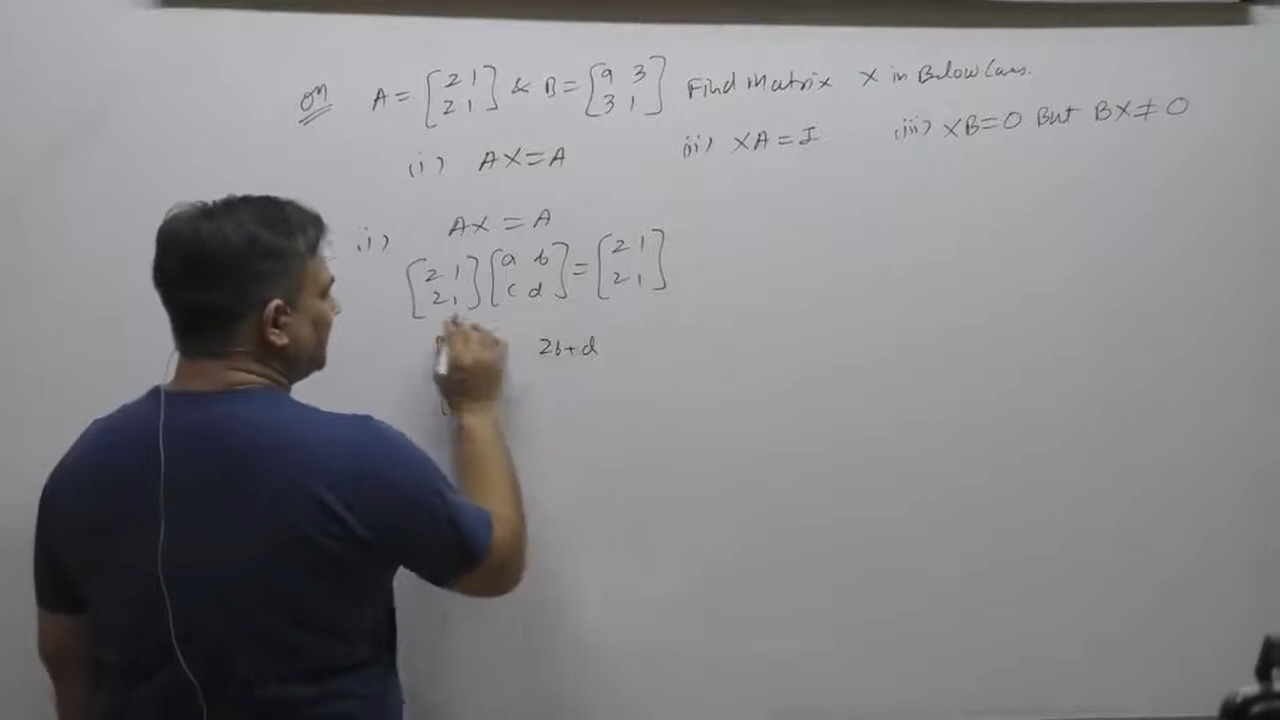 Qn A = [2 1 2 1] & B = [9 3 3 1] Find Matrix X in Below Cases.
(i) AX = A (ii) XA = I (iii) XB = 0 But BX ≠ 0
(i) AX = A
[2 1 2 1] [a b c d] = [2 1 2 1]
2b+d